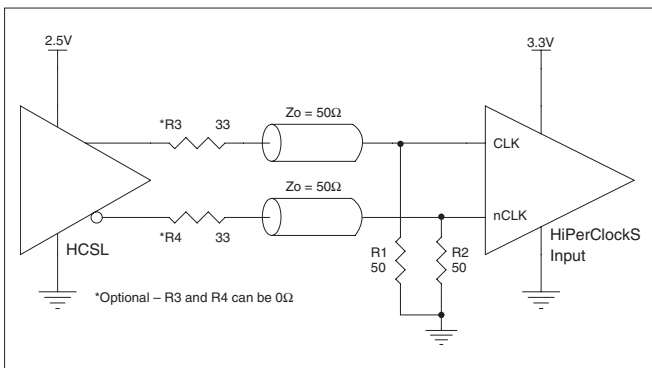 2.5V
3.3V
*R3 33
Zo = 50Ω
CLK
Zo = 50Ω
nCLK
*R4 33
HCSL
R1
50
R2
50
HiPerClockS
Input
*Optional – R3 and R4 can be 0Ω